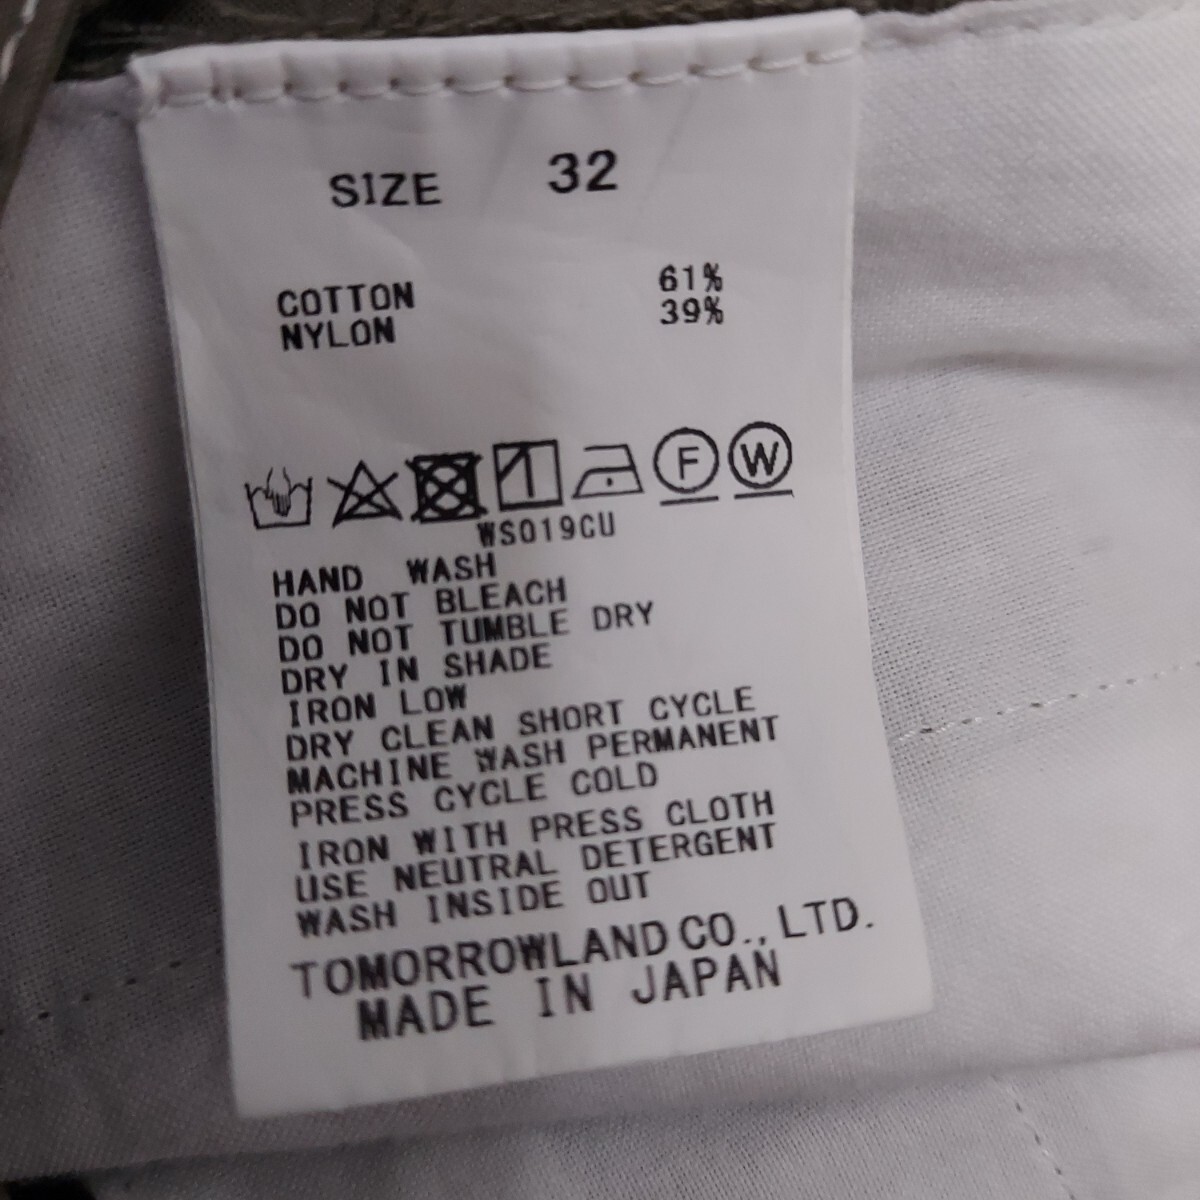 SIZE 32
COTTON 61%
NYLON 39%
F W
WS019CU
HAND WASH
DO NOT BLEACH
DO NOT TUMBLE DRY
DRY IN SHADE
IRON LOW
DRY CLEAN SHORT CYCLE
MACHINE WASH PERMANENT
PRESS CYCLE COLD
IRON WITH PRESS CLOTH
USE NEUTRAL DETERGENT
WASH INSIDE OUT
TOMORROWLAND CO., LTD.
MADE IN JAPAN